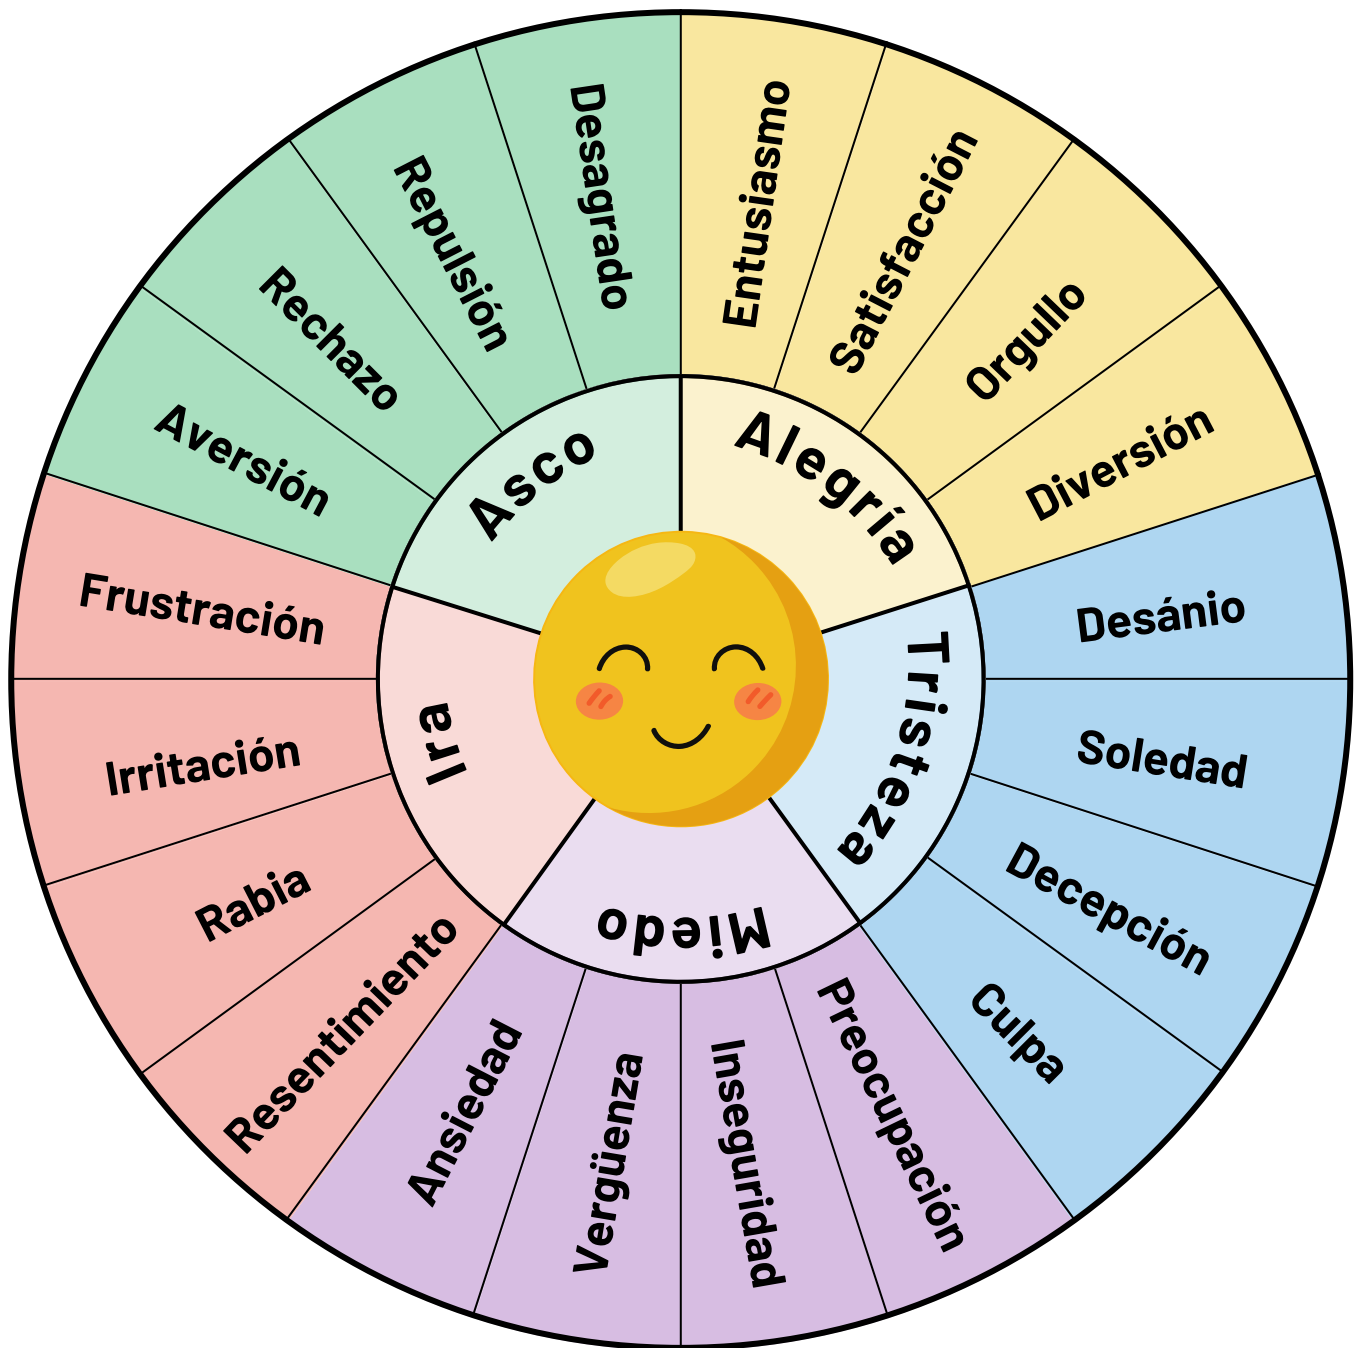 Alegría
Entusiasmo
Satisfacción
Orgullo
Diversión
Tristeza
Desánio
Soledad
Decepción
Culpa
Miedo
Preocupación
Inseguridad
Vergüenza
Ansiedad
Ira
Resentimiento
Rabia
Irritación
Frustración
Asco
Aversión
Rechazo
Repulsión
Desagrado